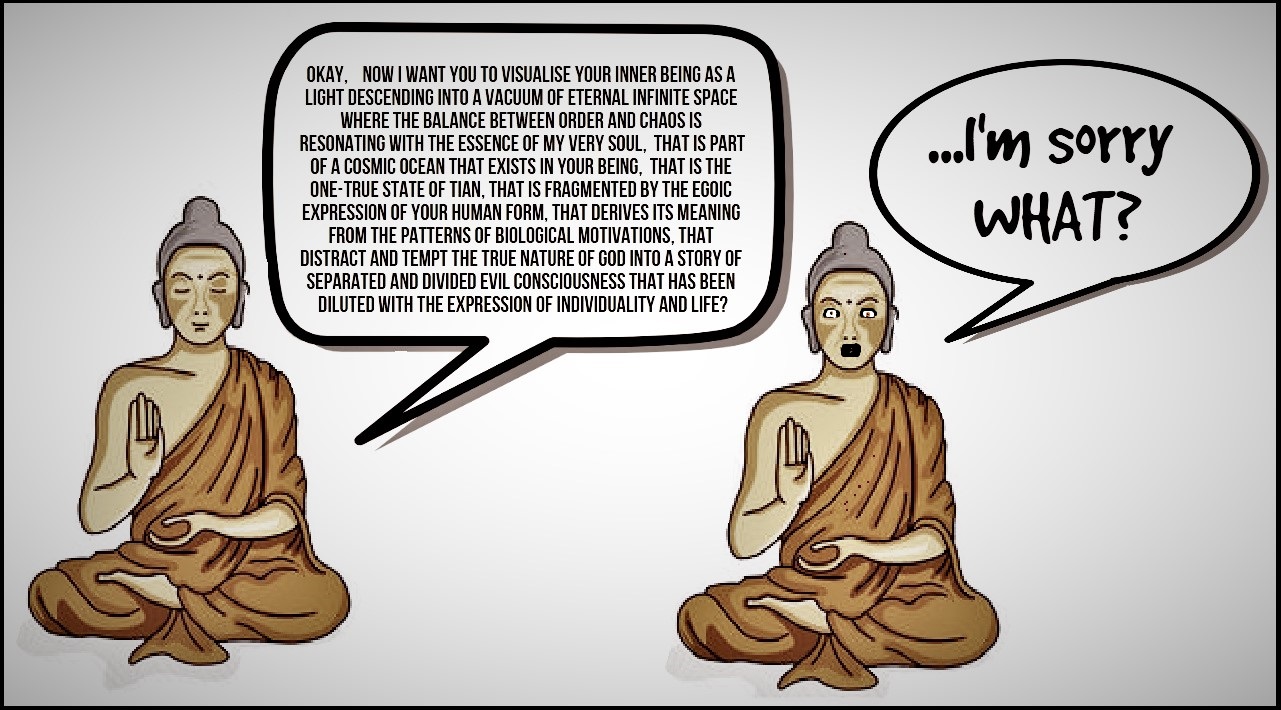 OKAY, NOW I WANT YOU TO VISUALISE YOUR INNER BEING AS A
LIGHT DESCENDING INTO A VACUUM OF ETERNAL INFINITE SPACE
WHERE THE BALANCE BETWEEN ORDER AND CHAOS IS
RESONATING WITH THE ESSENCE OF MY VERY SOUL, THAT IS PART
OF A COSMIC OCEAN THAT EXISTS IN YOUR BEING, THAT IS THE
ONE-TRUE STATE OF TIAN, THAT IS FRAGMENTED BY THE EGOIC
EXPRESSION OF YOUR HUMAN FORM, THAT DERIVES ITS MEANING
FROM THE PATTERNS OF BIOLOGICAL MOTIVATIONS, THAT
DISTRACT AND TEMPT THE TRUE NATURE OF GOD INTO A STORY OF
SEPARATED AND DIVIDED EVIL CONSCIOUSNESS THAT HAS BEEN
DILUTED WITH THE EXPRESSION OF INDIVIDUALITY AND LIFE?
...I'm sorry
WHAT?